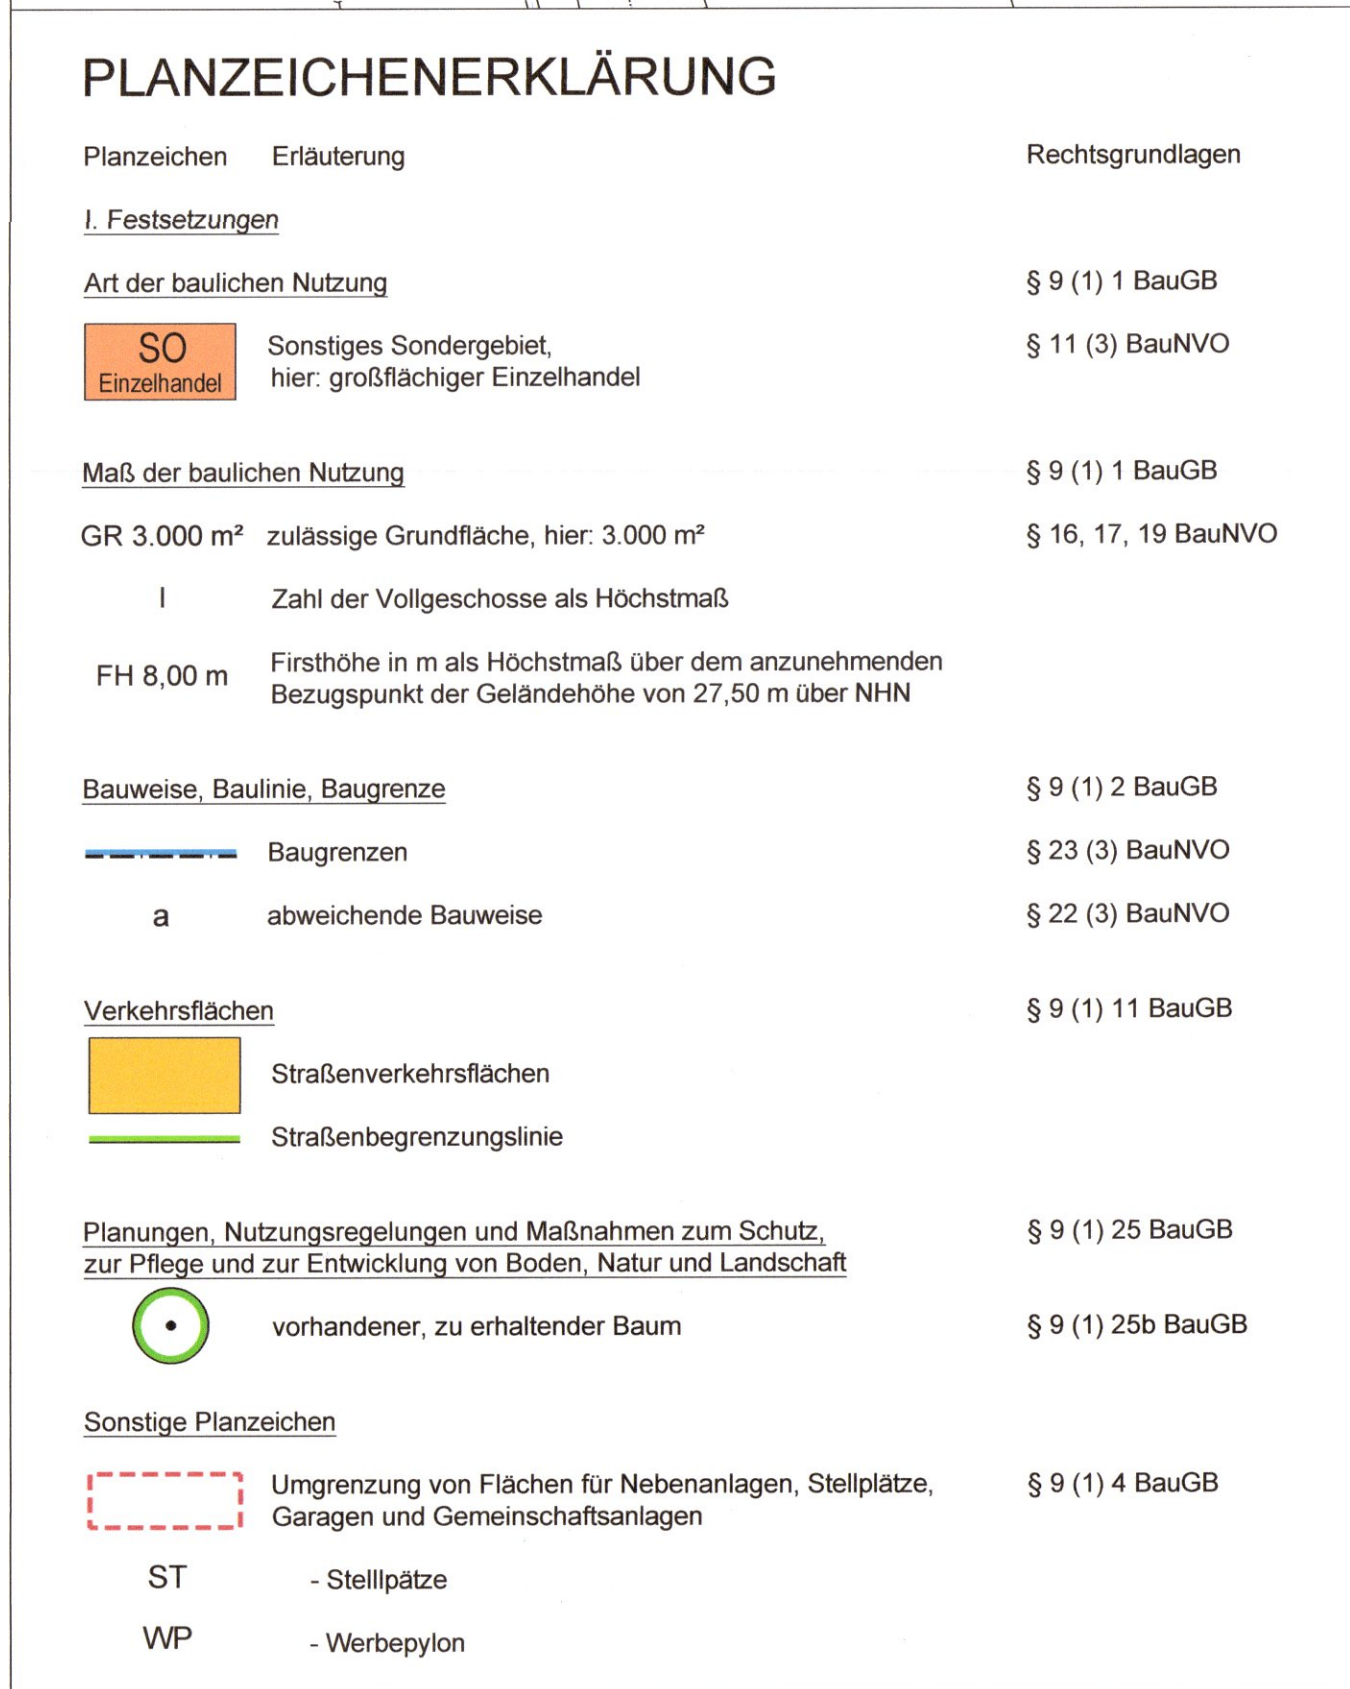 PLANZEICHENERKLÄRUNG
Planzeichen Erläuterung Rechtsgrundlagen
I. Festsetzungen
Art der baulichen Nutzung § 9 (1) 1 BauGB
SO
Einzelhandel
Sonstiges Sondergebiet, § 11 (3) BauNVO
hier: großflächiger Einzelhandel
Maß der baulichen Nutzung § 9 (1) 1 BauGB
GR 3.000 m² zulässige Grundfläche, hier: 3.000 m² § 16, 17, 19 BauNVO
I Zahl der Vollgeschosse als Höchstmaß
FH 8,00 m
Firsthöhe in m als Höchstmaß über dem anzunehmenden
Bezugspunkt der Geländehöhe von 27,50 m über NHN
Bauweise, Baulinie, Baugrenze § 9 (1) 2 BauGB
Baugrenzen § 23 (3) BauNVO
a abweichende Bauweise § 22 (3) BauNVO
Verkehrsflächen § 9 (1) 11 BauGB
Straßenverkehrsflächen
Straßenbegrenzungslinie
Planungen, Nutzungsregelungen und Maßnahmen zum Schutz, § 9 (1) 25 BauGB
zur Pflege und zur Entwicklung von Boden, Natur und Landschaft
vorhandener, zu erhaltender Baum § 9 (1) 25b BauGB
Sonstige Planzeichen
Umgrenzung von Flächen für Nebenanlagen, Stellplätze, § 9 (1) 4 BauGB
Garagen und Gemeinschaftsanlagen
ST - Stelllpätze
WP - Werbepylon